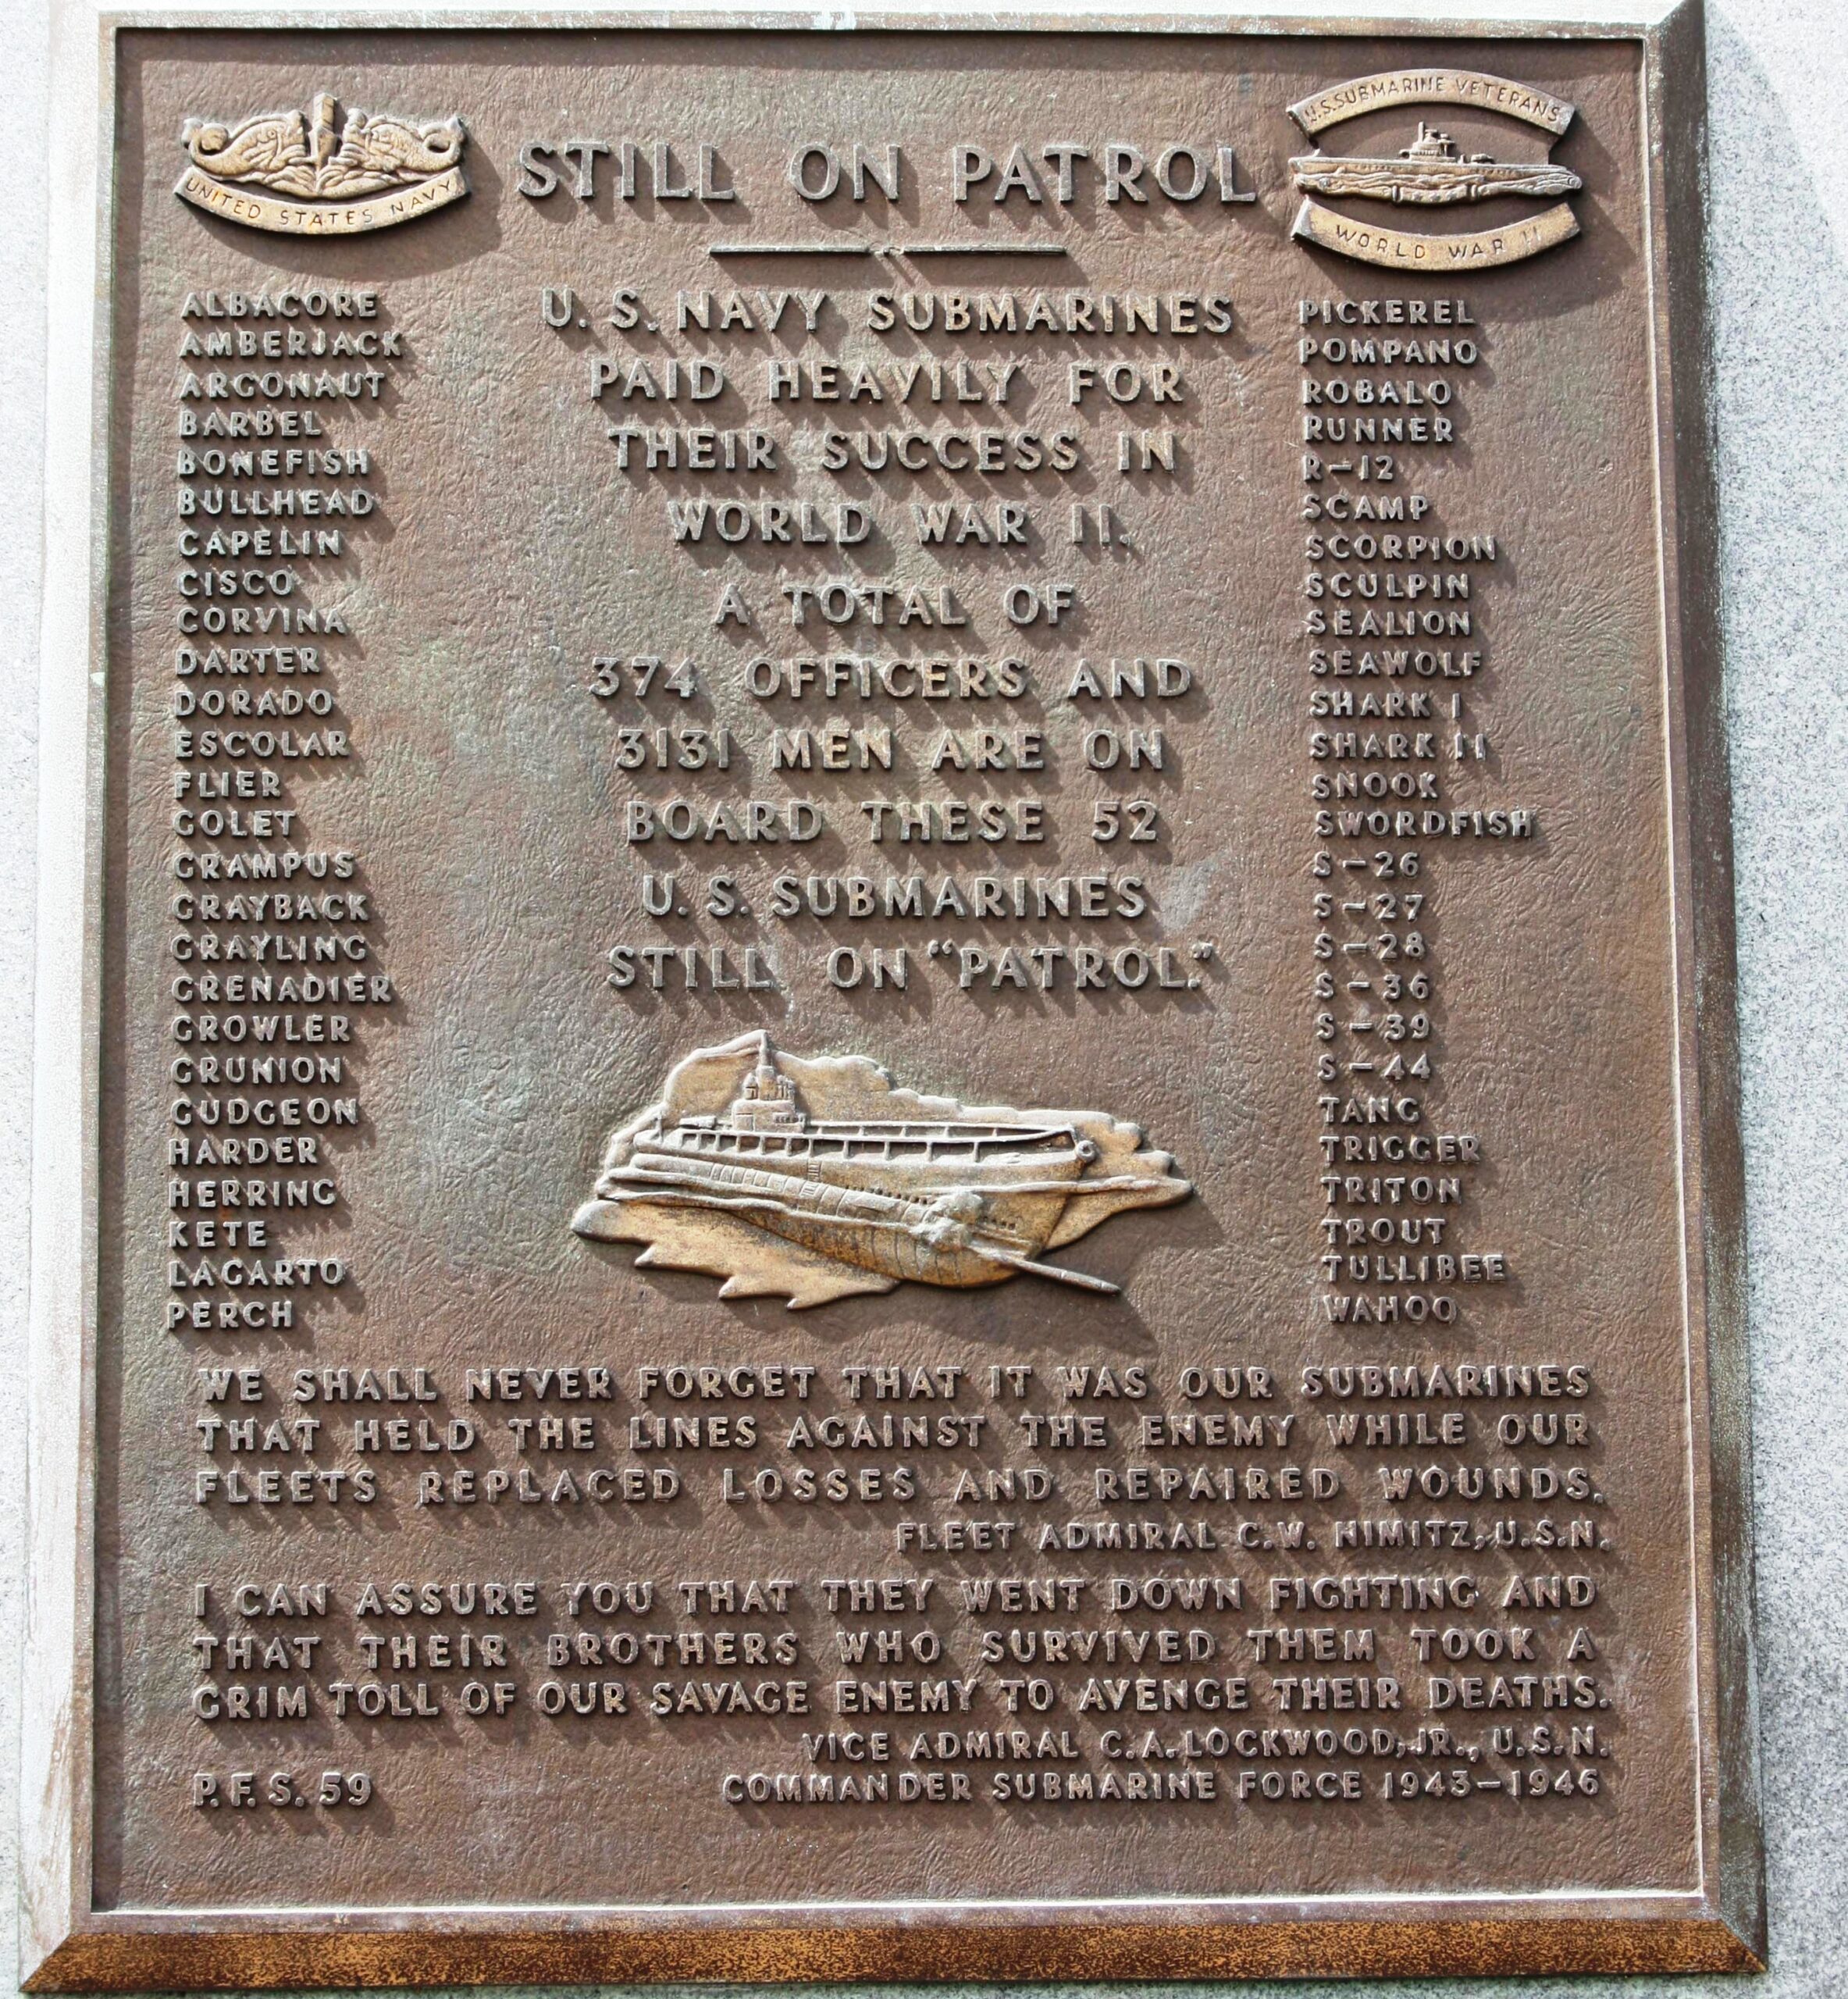 UNITED STATES NAVY
STILL ON PATROL
U.S. SUBMARINE VETERANS
WORLD WAR II
ALBACORE
AMBERJACK
ARGONAUT
BARBEL
BONEFISH
BULLHEAD
CAPELIN
CISCO
CORVINA
DARTER
DORADO
ESCOLAR
FLIER
GOLET
GRAMPUS
GRAYBACK
GRAYLING
GRENADIER
GROWLER
GRUNION
GUDGEON
HARDER
HERRING
KETE
LAGARTO
PERCH
U. S. NAVY SUBMARINES
PAID HEAVILY FOR
THEIR SUCCESS IN
WORLD WAR II.
A TOTAL OF
374 OFFICERS AND
3131 MEN ARE ON
BOARD THESE 52
U. S. SUBMARINES
STILL ON "PATROL."
PICKEREL
POMPANO
ROBALO
RUNNER
R-12
SCAMP
SCORPION
SCULPIN
SEALION
SEAWOLF
SHARK I
SHARK II
SNOOK
SWORDFISH
S-26
S-27
S-28
S-36
S-39
S-44
TANG
TRIGGER
TRITON
TROUT
TULLIBEE
WAHOO
WE SHALL NEVER FORGET THAT IT WAS OUR SUBMARINES
THAT HELD THE LINES AGAINST THE ENEMY WHILE OUR
FLEETS REPLACED LOSSES AND REPAIRED WOUNDS.
FLEET ADMIRAL C.W. NIMITZ, U.S.N.
I CAN ASSURE YOU THAT THEY WENT DOWN FIGHTING AND
THAT THEIR BROTHERS WHO SURVIVED THEM TOOK A
GRIM TOLL OF OUR SAVAGE ENEMY TO AVENGE THEIR DEATHS.
VICE ADMIRAL C.A. LOCKWOOD, JR., U.S.N.
P.F.S. 59 COMMANDER SUBMARINE FORCE 1943-1946